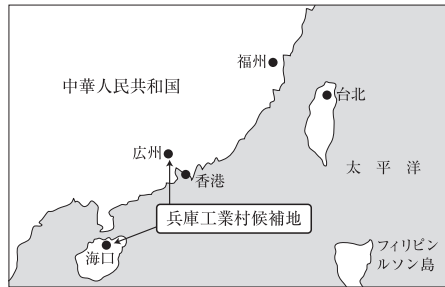 福州
中華人民共和国
台北
広州
香港
太平洋
兵庫工業村候補地
海口
フィリピン
ルソン島